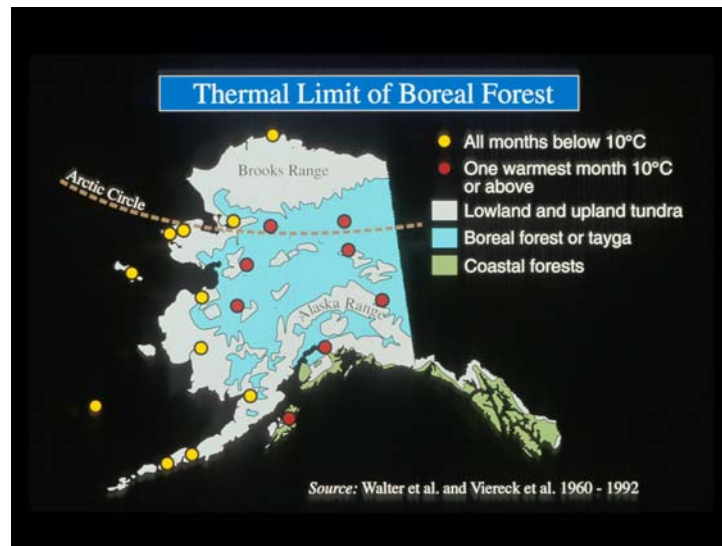 Thermal Limit of Boreal Forest
All months below 10°C
One warmest month 10°C
or above
Lowland and upland tundra
Boreal forest or tayga
Coastal forests
Brooks Range
Arctic Circle
Alaska Range
Source: Walter et al. and Viereck et al. 1960 - 1992